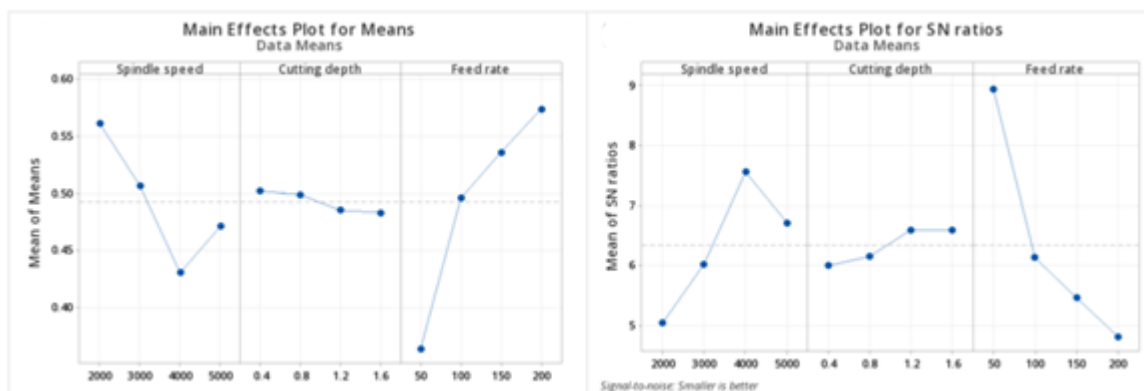 Main Effects Plot for Means
Data Means
Spindle speed Cutting depth Feed rate
0.60
0.55
0.50
0.45
0.40
Mean of Means
2000 3000 4000 5000 0.4 0.8 1.2 1.6 50 100 150 200
Main Effects Plot for SN ratios
Data Means
Spindle speed Cutting depth Feed rate
9
8
7
6
5
Mean of SN ratios
2000 3000 4000 5000 0.4 0.8 1.2 1.6 50 100 150 200
Signal-to-noise: Smaller is better